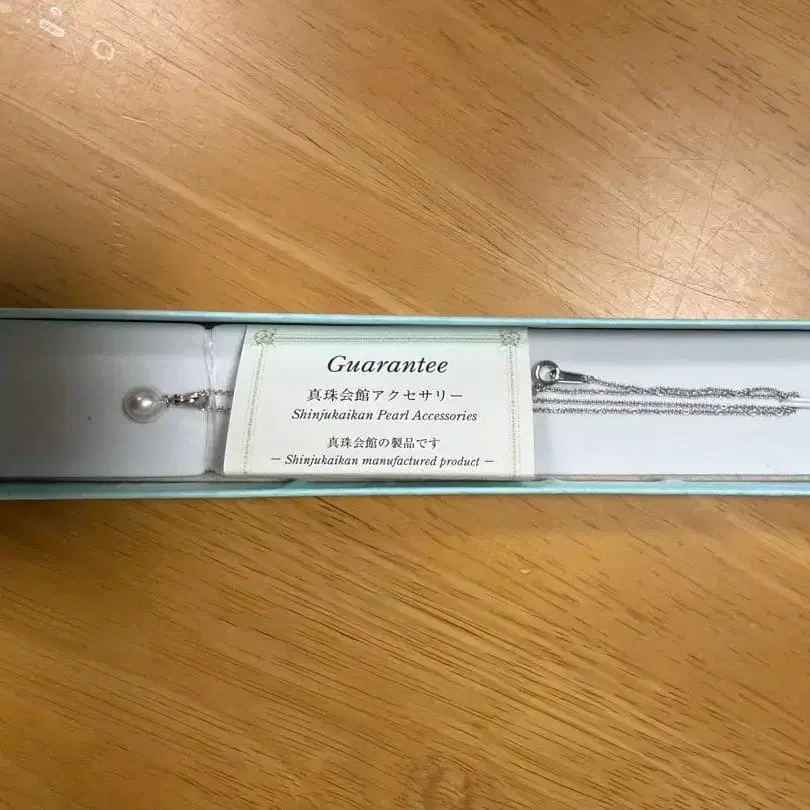 Guarantee
真珠会館アクセサリー
Shinjukaikan Pearl Accessories
真珠会館の製品です
— Shinjukaikan manufactured product —